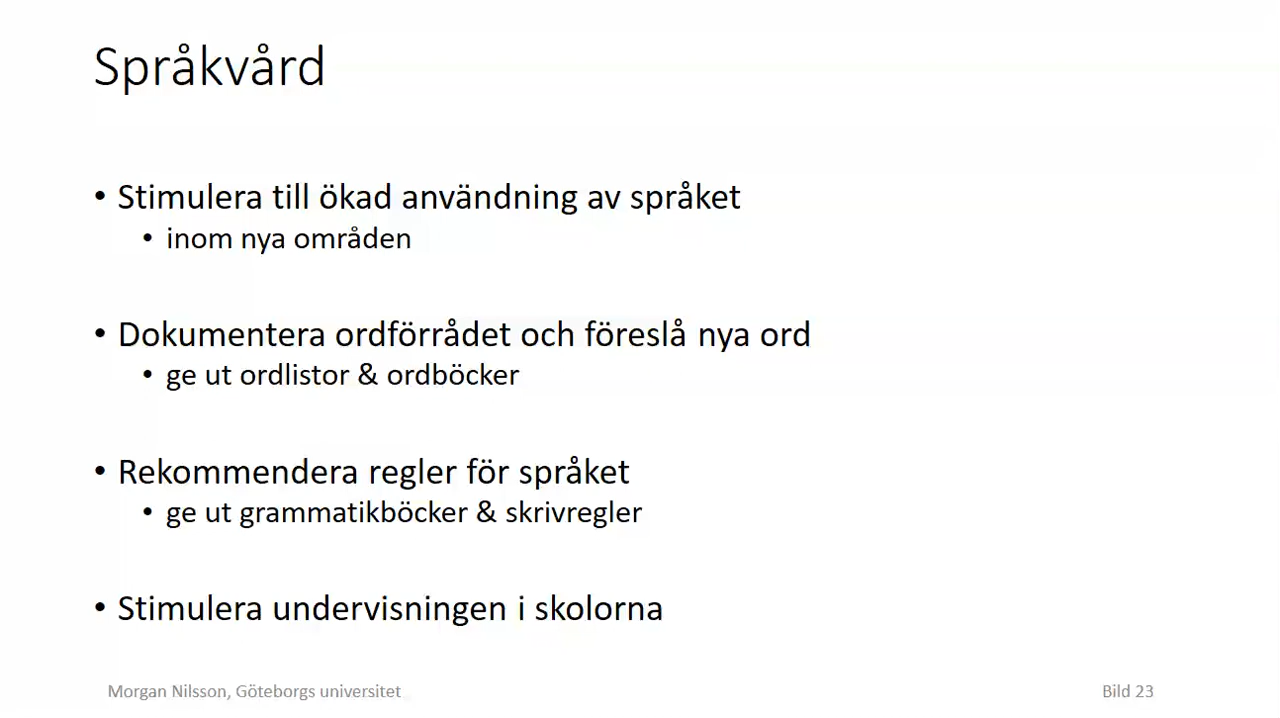 Språkvård
• Stimulera till ökad användning av språket
• inom nya områden
• Dokumentera ordförrådet och föreslå nya ord
• ge ut ordlistor & ordböcker
• Rekommendera regler för språket
• ge ut grammatikböcker & skrivregler
• Stimulera undervisningen i skolorna
Morgan Nilsson, Göteborgs universitet
Bild 23